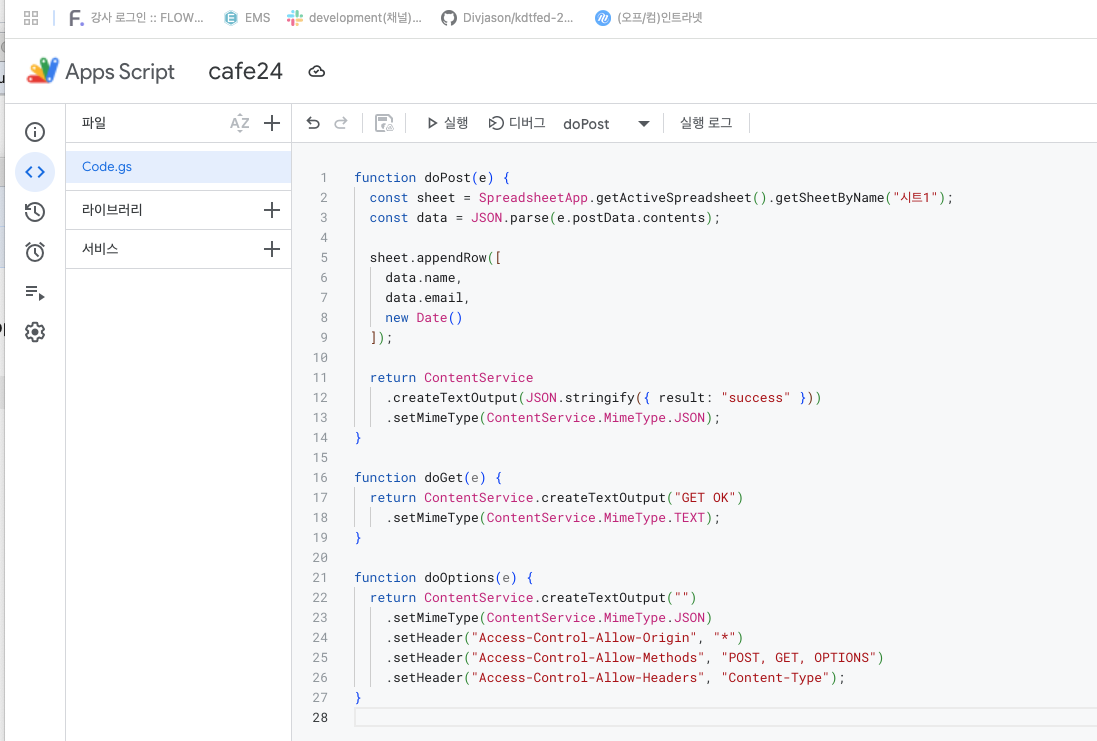 강사 로그인 :: FLOW... EMS development(채널)... Divjason/kdtfed-2... (오프/컴)인트라넷
Apps Script cafe24
파일 AZ 실행 디버그 doPost 실행 로그
Code.gs
라이브러리
서비스
1 function doPost(e) {
2 const sheet = SpreadsheetApp.getActiveSpreadsheet().getSheetByName("시트1");
3 const data = JSON.parse(e.postData.contents);
4
5 sheet.appendRow([
6 data.name,
7 data.email,
8 new Date()
9 ]);
10
11 return ContentService
12 .createTextOutput(JSON.stringify({ result: "success" }))
13 .setMimeType(ContentService.MimeType.JSON);
14 }
15
16 function doGet(e) {
17 return ContentService.createTextOutput("GET OK")
18 .setMimeType(ContentService.MimeType.TEXT);
19 }
20
21 function doOptions(e) {
22 return ContentService.createTextOutput("")
23 .setMimeType(ContentService.MimeType.JSON)
24 .setHeader("Access-Control-Allow-Origin", "*")
25 .setHeader("Access-Control-Allow-Methods", "POST, GET, OPTIONS")
26 .setHeader("Access-Control-Allow-Headers", "Content-Type");
27 }
28